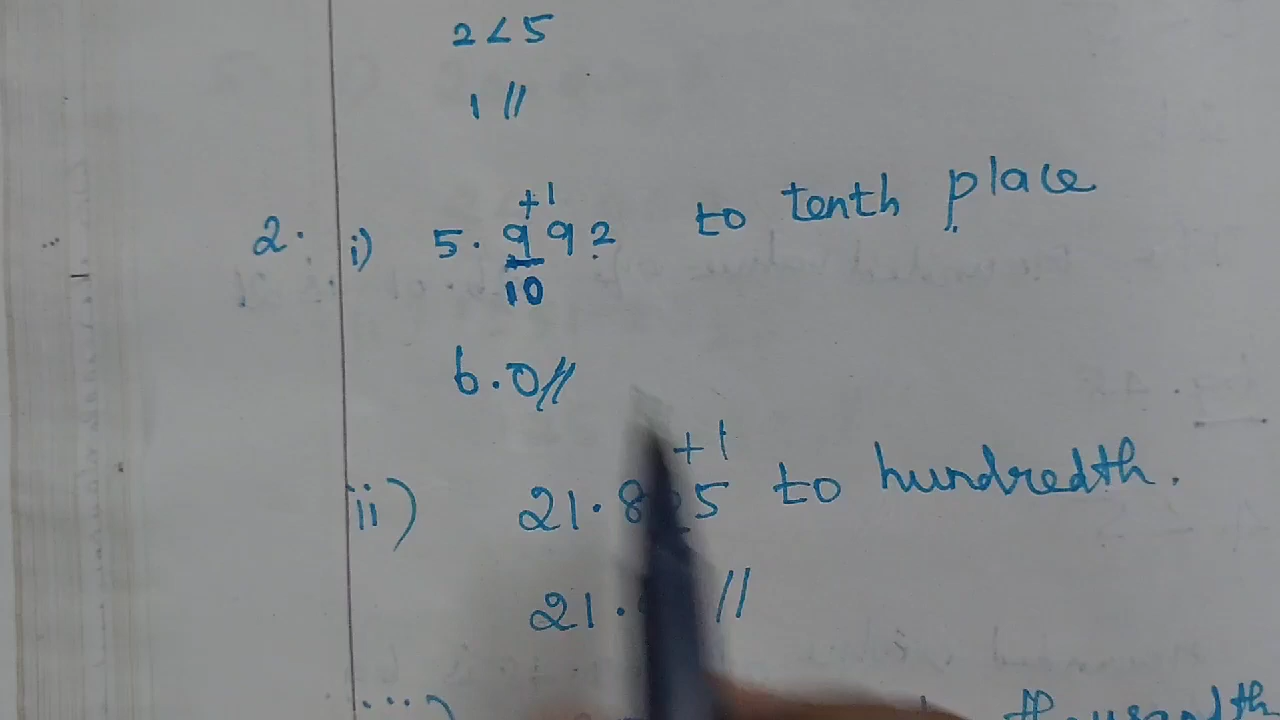 2 < 5
1 //
2. i) 5.992 to tenth place
+1
10
6.0//
+1
ii) 21.8 5 to hundredth.
21. //